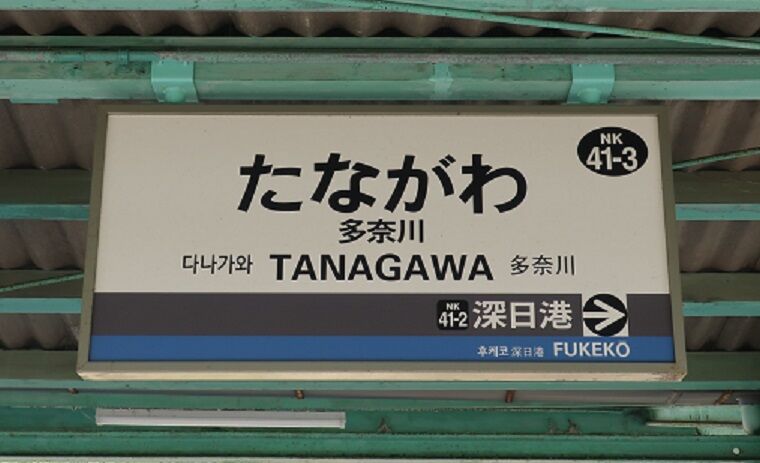 NK
41-3
たながわ
多奈川
다나가와 TANAGAWA 多奈川
NK
41-2 深日港
후케코 深日港 FUKEKŌ